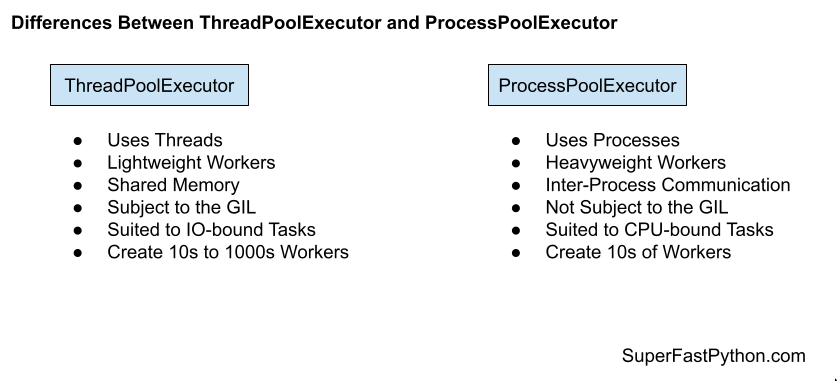 Differences Between ThreadPoolExecutor and ProcessPoolExecutor
ThreadPoolExecutor
● Uses Threads
● Lightweight Workers
● Shared Memory
● Subject to the GIL
● Suited to IO-bound Tasks
● Create 10s to 1000s Workers
ProcessPoolExecutor
● Uses Processes
● Heavyweight Workers
● Inter-Process Communication
● Not Subject to the GIL
● Suited to CPU-bound Tasks
● Create 10s of Workers
SuperFastPython.com